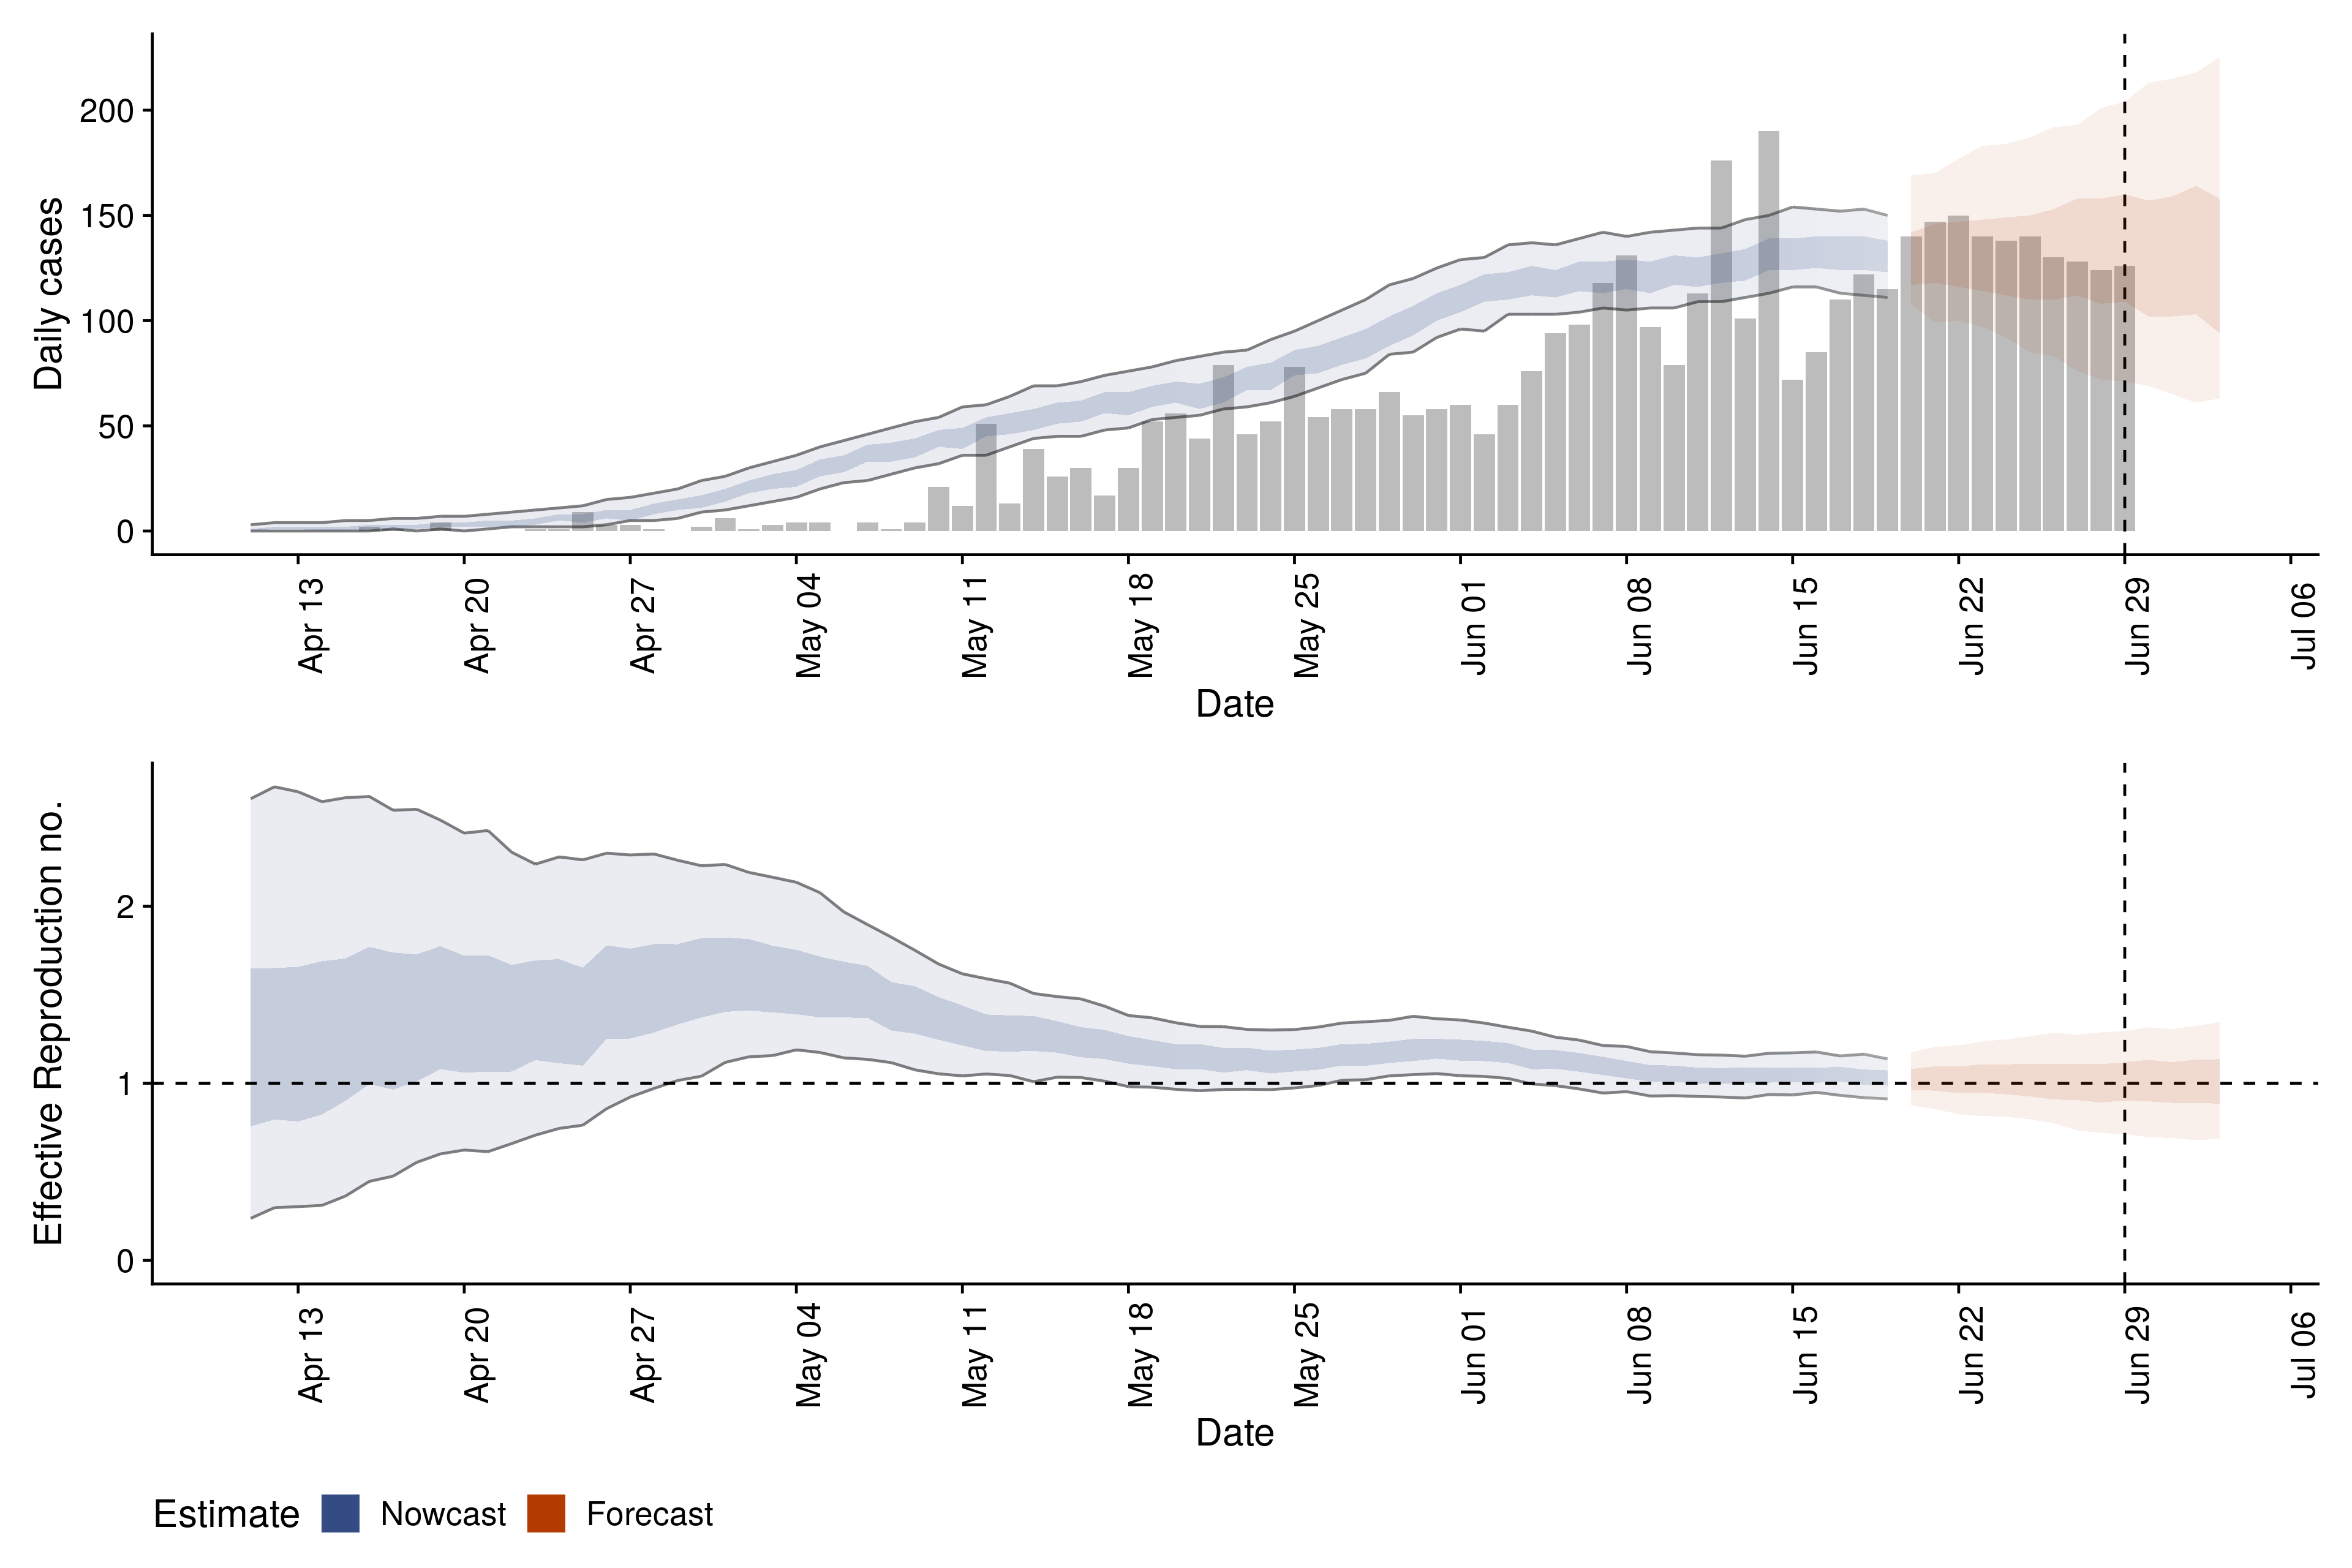 Daily cases
200
150
100
50
0
Apr 13
Apr 20
Apr 27
May 04
May 11
May 18
May 25
Jun 01
Jun 08
Jun 15
Jun 22
Jun 29
Jul 06
Date
Effective Reproduction no.
2
1
0
Apr 13
Apr 20
Apr 27
May 04
May 11
May 18
May 25
Jun 01
Jun 08
Jun 15
Jun 22
Jun 29
Jul 06
Date
Estimate Nowcast Forecast